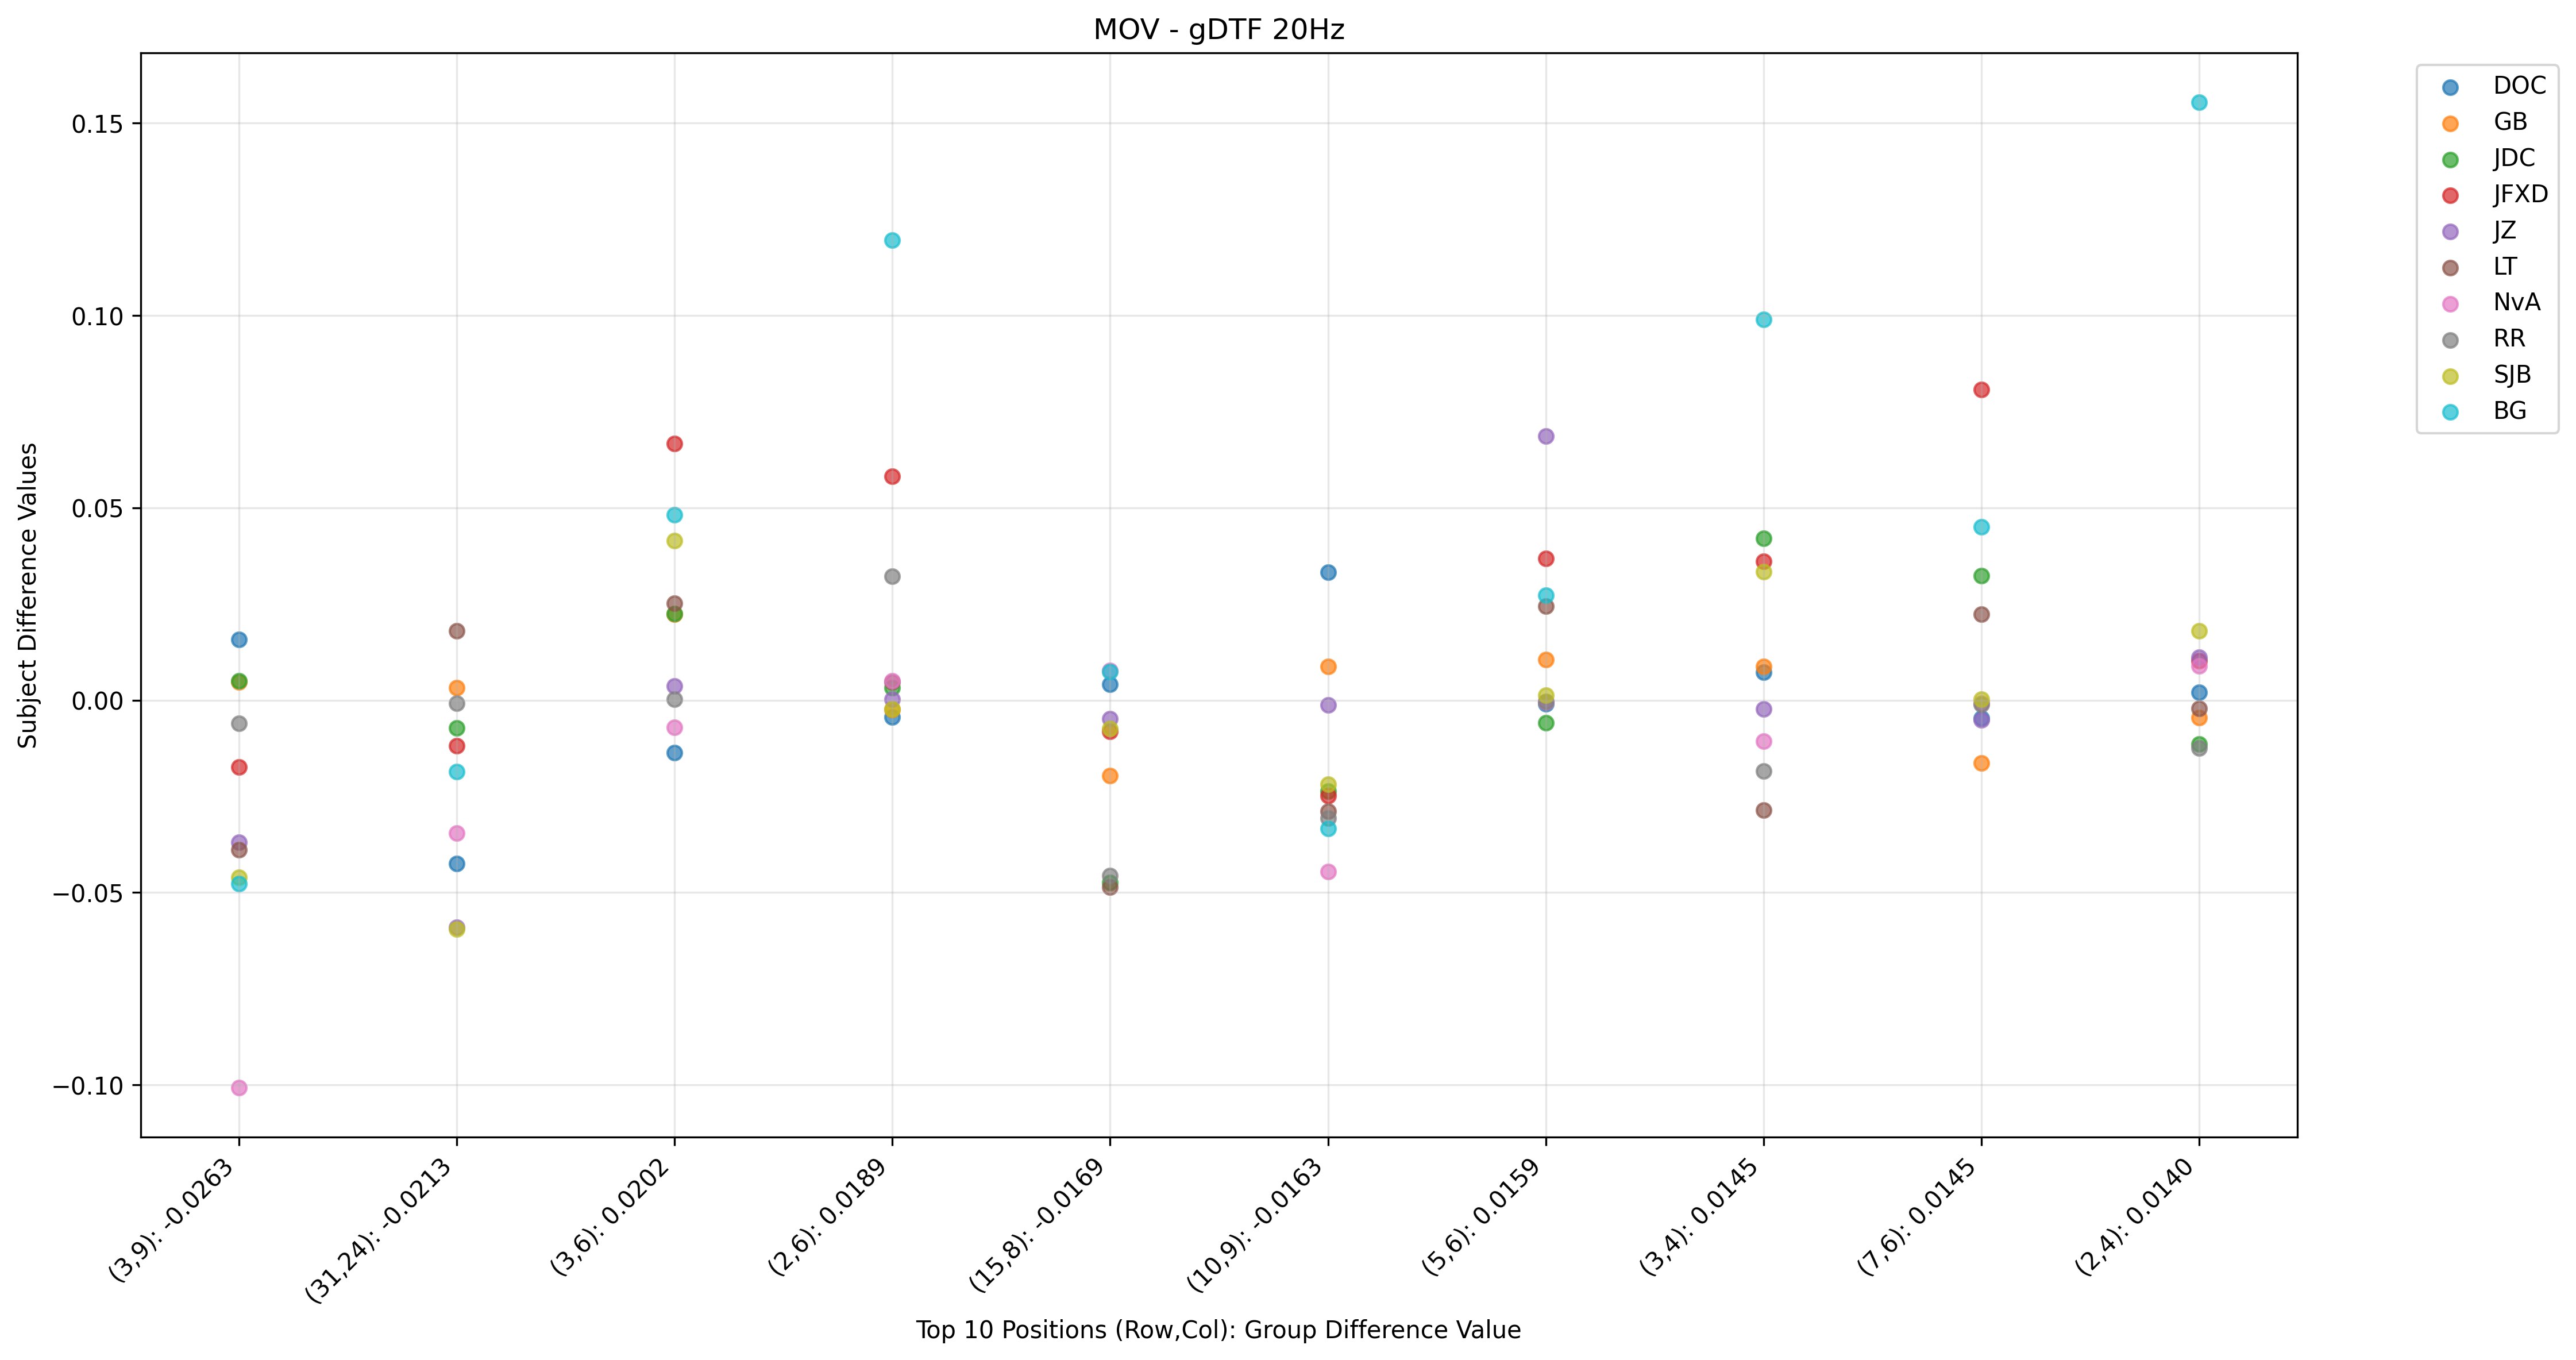 MOV - gDTF 20Hz
Subject Difference Values
0.15
0.10
0.05
0.00
−0.05
−0.10
(3,9): -0.0263
(31,24): -0.0213
(3,6): 0.0202
(2,6): 0.0189
(15,8): -0.0169
(10,9): -0.0163
(5,6): 0.0159
(3,4): 0.0145
(7,6): 0.0145
(2,4): 0.0140
Top 10 Positions (Row,Col): Group Difference Value
DOC
GB
JDC
JFXD
JZ
LT
NvA
RR
SJB
BG